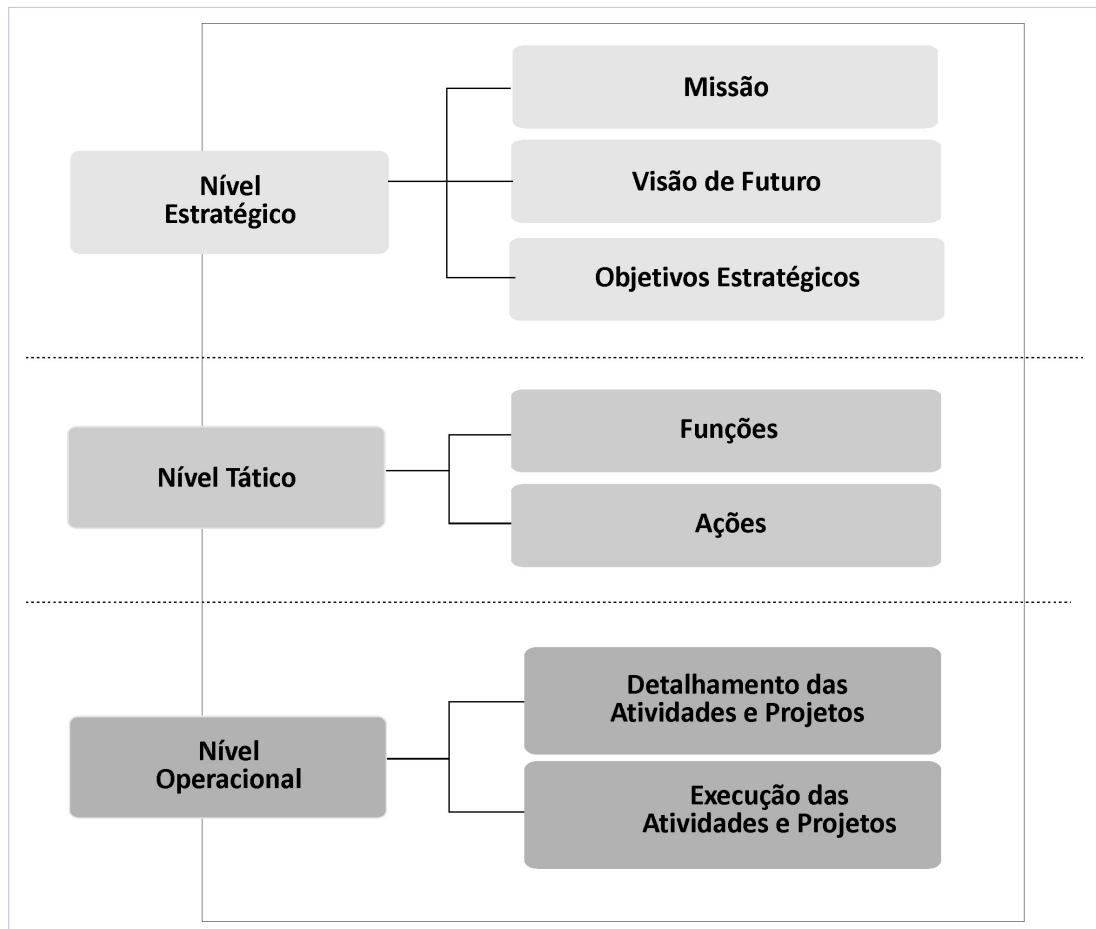 Nível
Estratégico
Missão
Visão de Futuro
Objetivos Estratégicos
Nível Tático
Funções
Ações
Nível
Operacional
Detalhamento das
Atividades e Projetos
Execução das
Atividades e Projetos